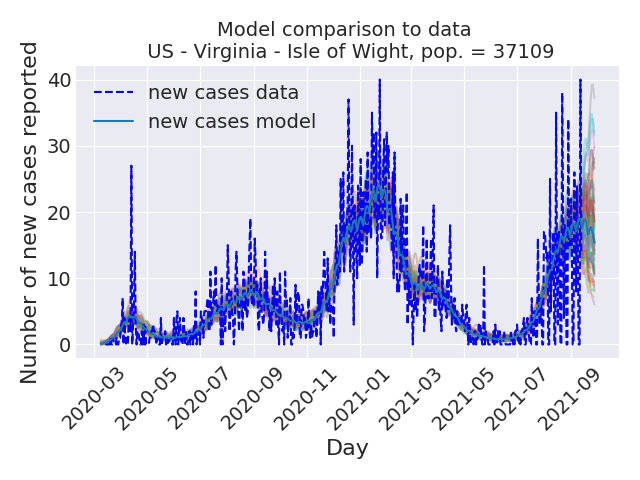 Model comparison to data
US - Virginia - Isle of Wight, pop. = 37109
Number of new cases reported
40
30
20
10
0
new cases data
new cases model
2020-03
2020-05
2020-07
2020-09
2020-11
2021-01
2021-03
2021-05
2021-07
2021-09
Day